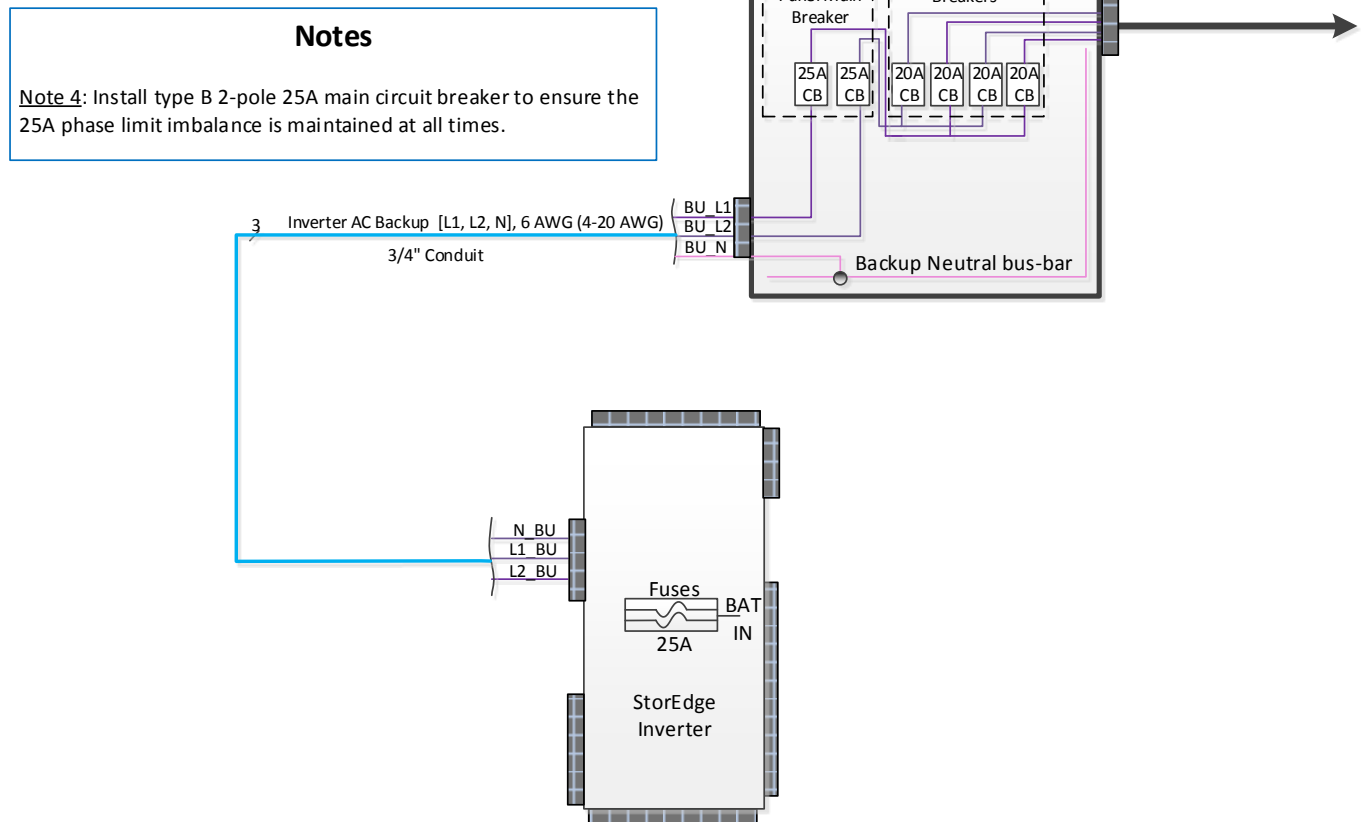 Notes
Note 4: Install type B 2-pole 25A main circuit breaker to ensure the
25A phase limit imbalance is maintained at all times.
Breaker
25A CB
25A CB
20A CB
20A CB
20A CB
20A CB
3
Inverter AC Backup [L1, L2, N], 6 AWG (4-20 AWG)
3/4" Conduit
BU_L1
BU_L2
BU_N
Backup Neutral bus-bar
N_BU
L1_BU
L2_BU
Fuses
25A
BAT
IN
StorEdge
Inverter